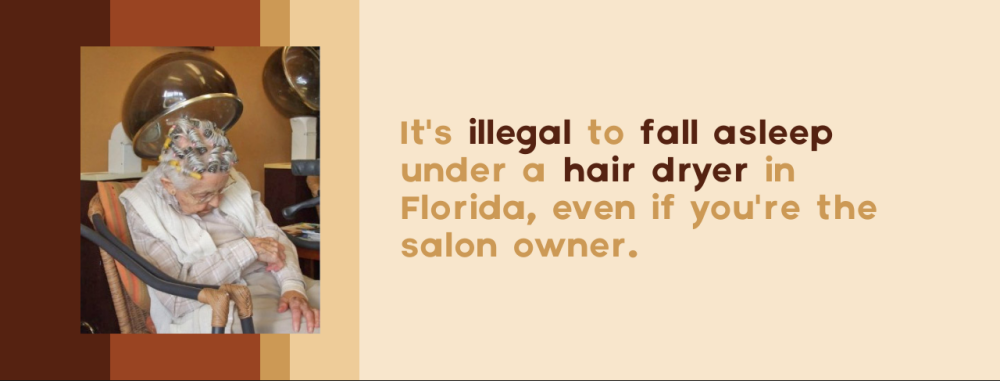 It's illegal to fall asleep
under a hair dryer in
Florida, even if you're the
salon owner.